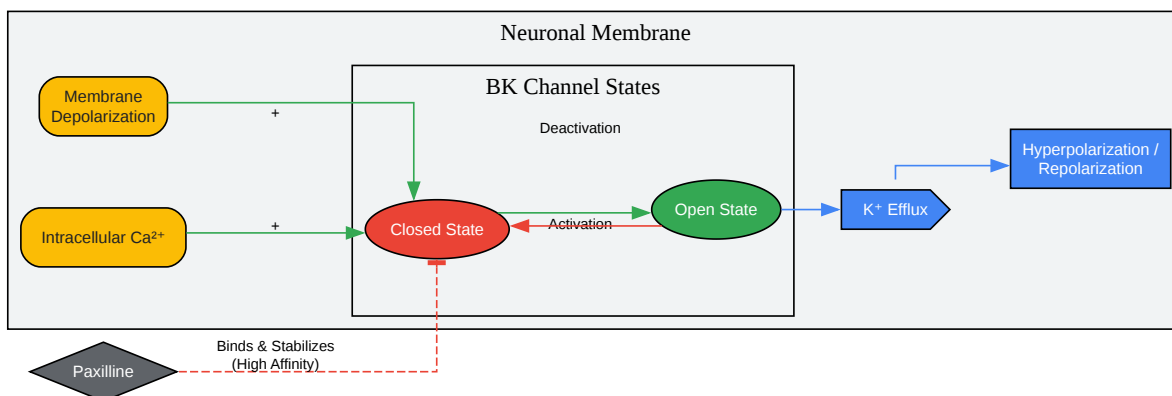 Neuronal Membrane
BK Channel States
Membrane
Depolarization
+
Deactivation
Hyperpolarization /
Repolarization
Intracellular Ca²⁺
+
Closed State
Activation
Open State
K⁺ Efflux
Binds & Stabilizes
(High Affinity)
Paxilline